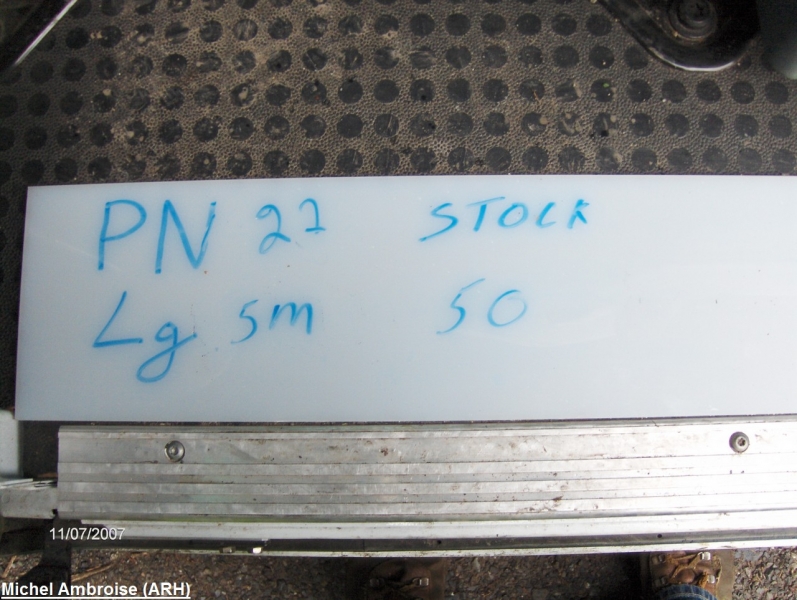 PN 27 STOCK
Lg 5m 50
11/07/2007
Michel Ambroise (ARH)